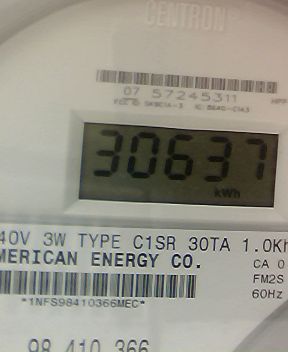 CENTRON
07 57245311
30637
kWh
40V 3W TYPE C1SR 30TA 1.0Kh
MERICAN ENERGY CO.
CA 0
FM2S
60Hz
*1NFS98410366MEC*
98 410 366